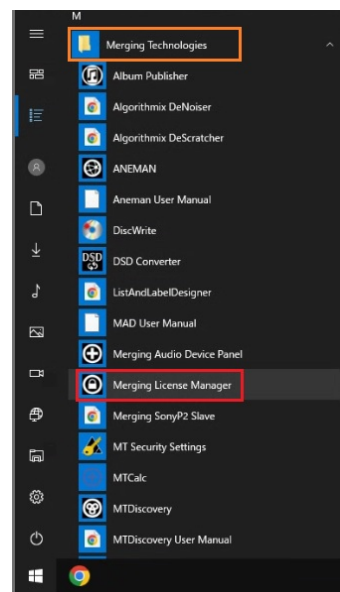 M
Merging Technologies
Album Publisher
Algorithmix DeNoiser
Algorithmix DeScratcher
ANEMAN
Aneman User Manual
DiscWrite
DSD
DSD Converter
ListAndLabelDesigner
MAD User Manual
Merging Audio Device Panel
Merging License Manager
Merging SonyP2 Slave
MT Security Settings
MTCalc
MTDiscovery
MTDiscovery User Manual